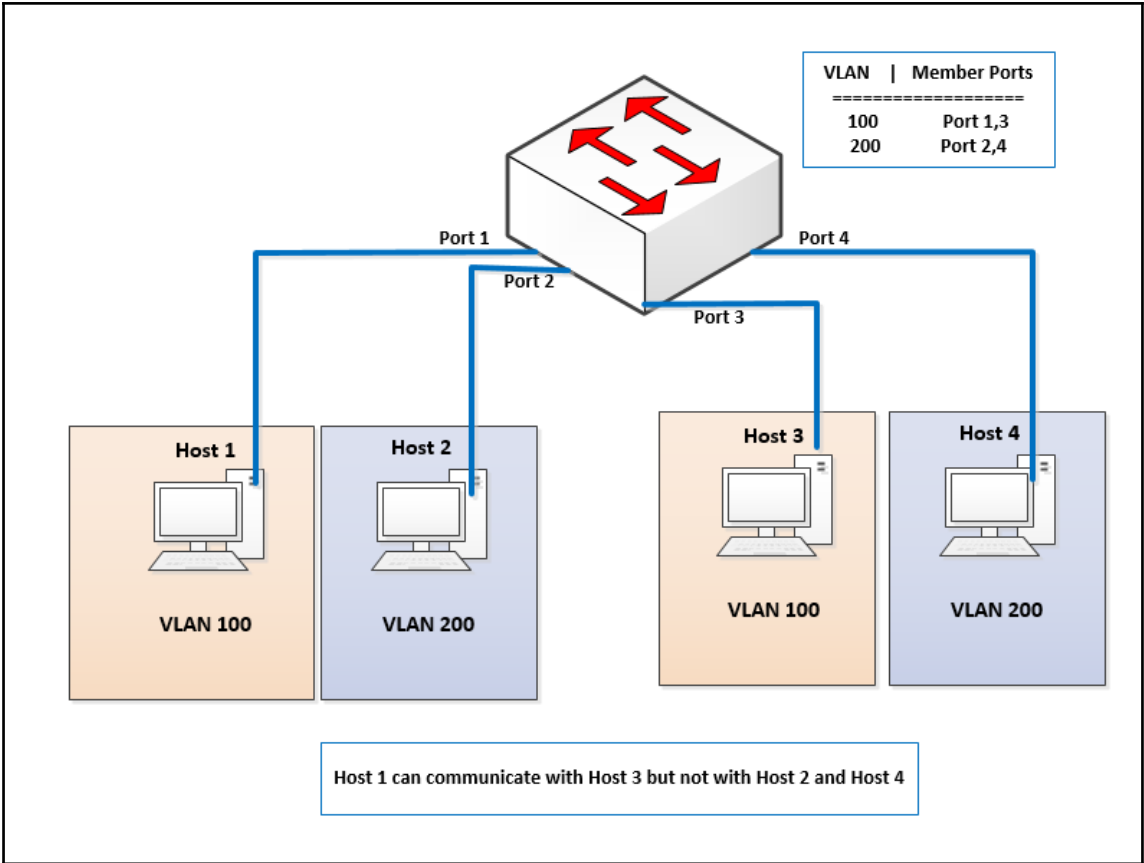 VLAN | Member Ports
===================
100 Port 1,3
200 Port 2,4
Port 1
Port 2
Port 3
Port 4
Host 1
VLAN 100
Host 2
VLAN 200
Host 3
VLAN 100
Host 4
VLAN 200
Host 1 can communicate with Host 3 but not with Host 2 and Host 4